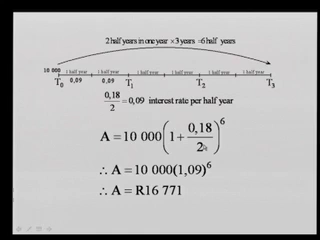 2 half years in one year × 3 years = 6 half years
10 000 1 half year 1 half year 1 half year 1 half year 1 half year 1 half year
T₀ 0,09 0,09 T₁ T₂ T₃
0,18/2 = 0,09 interest rate per half year
A = 10 000(1 + 0,18/2)⁶
∴ A = 10 000(1,09)⁶
∴ A = R16 771